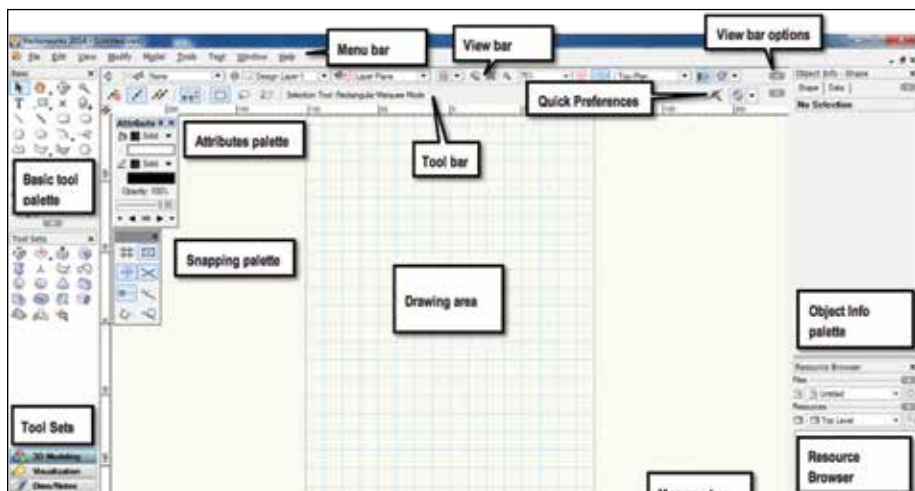 Vectorworks 2014 - [Untitled.vwx]
File Edit View Modify Model Tools Text Window Help
Menu bar
View bar
View bar options
Basic
None
Design Layer-1
Layer Plane
Top/Plan
Object Info - Shape
Shape Data
No Selection
Selection Tool: Rectangular Marquee Mode
Quick Preferences
Tool bar
Attribute
Solid
Solid
Opacity: 100%
Attributes palette
Basic tool
palette
Tool Sets
Snapping palette
Drawing area
Object Info
palette
Resource Browser
Files
Untitled
Resources
Top Level
Tool Sets
3D Modeling
Visualization
Dims/Notes
Resource
Browser